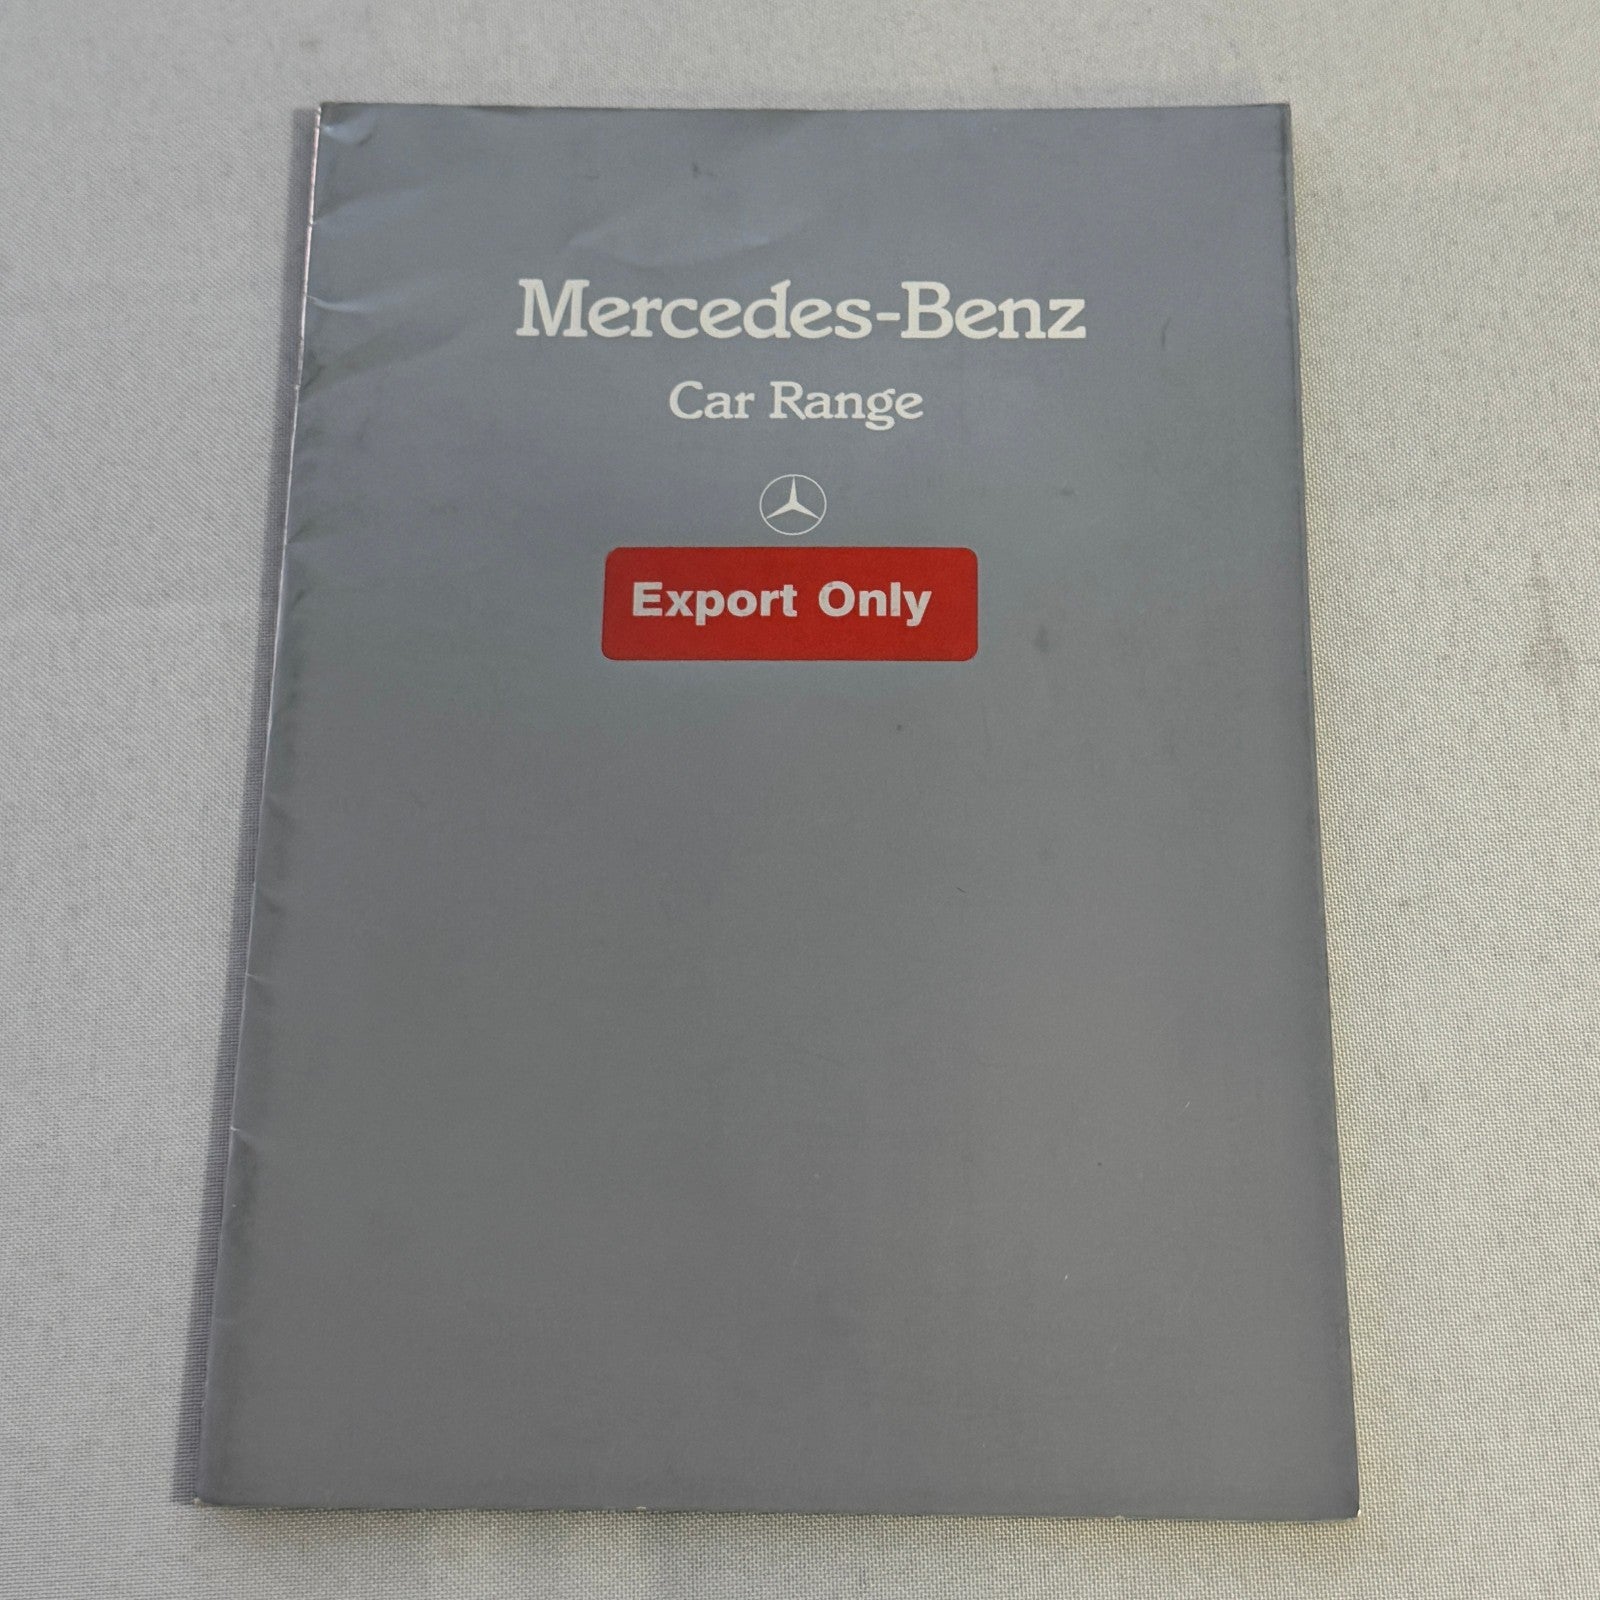 Mercedes-Benz
Car Range
Export Only